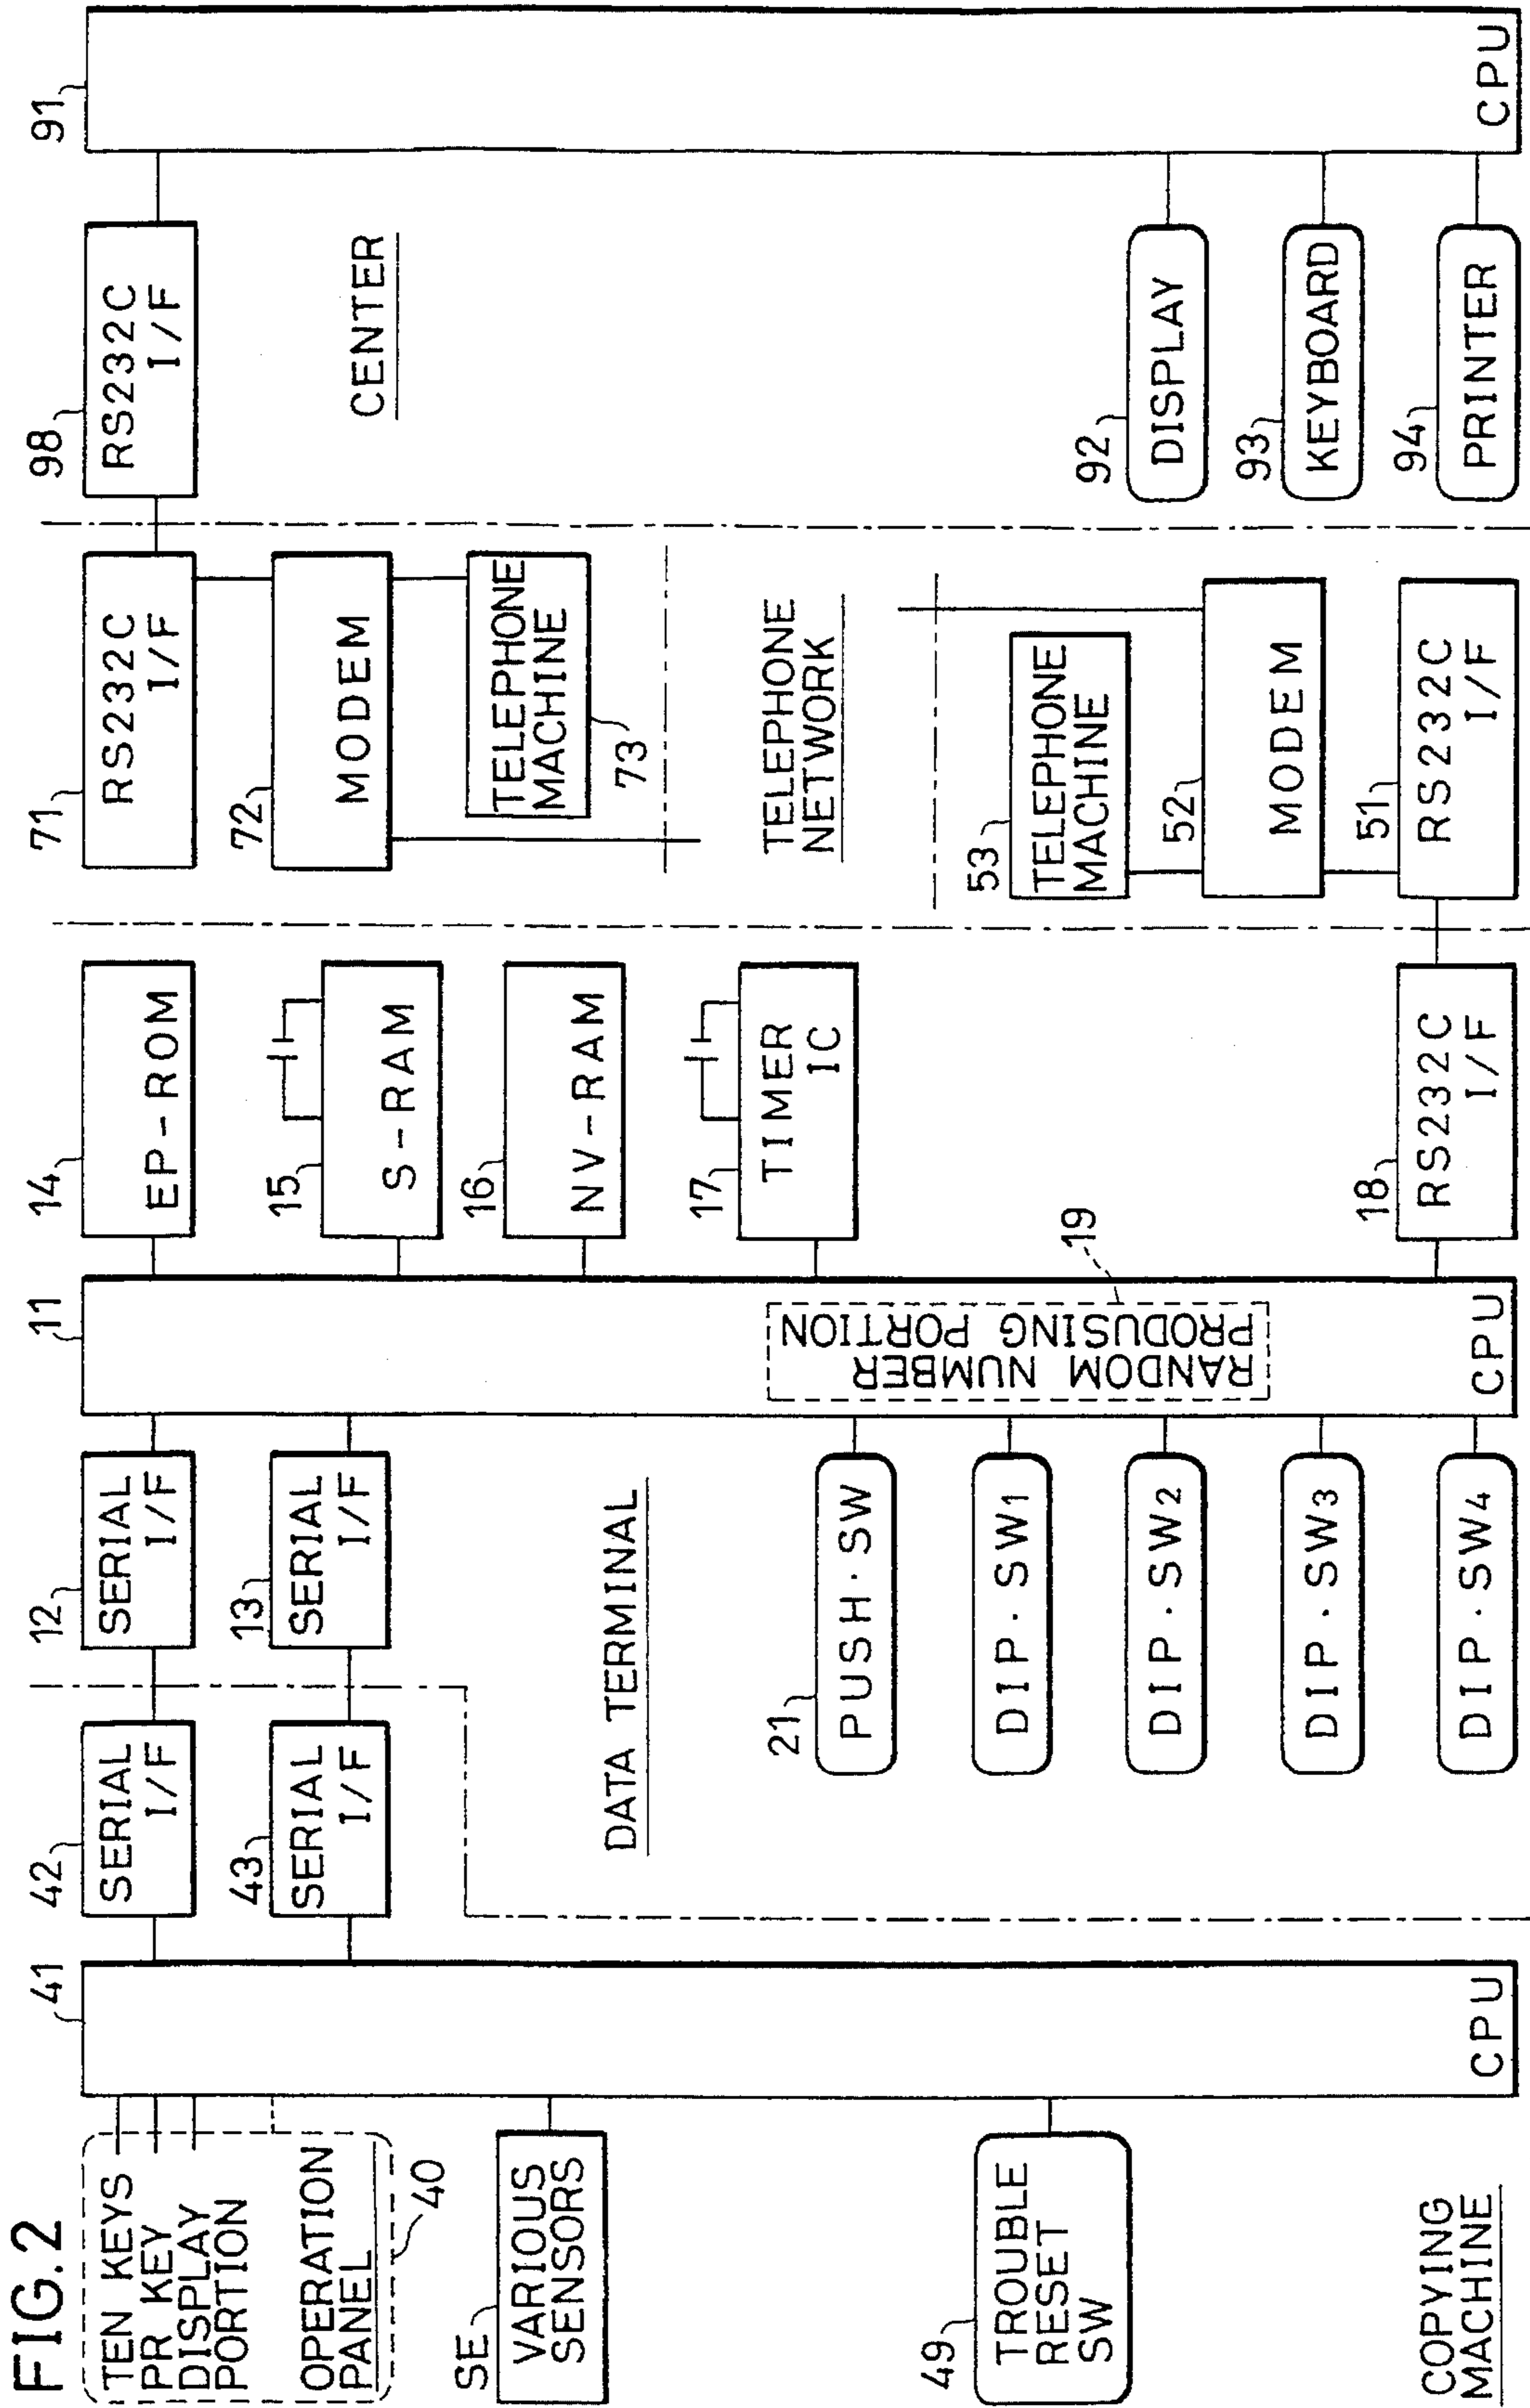 FIG.2
TEN KEYS
PR KEY
DISPLAY
PORTION
OPERATION
PANEL
40
SE
VARIOUS
SENSORS
49
TROUBLE
RESET
SW
COPYING
MACHINE
41
CPU
42
SERIAL
I/F
43
SERIAL
I/F
12
SERIAL
I/F
13
SERIAL
I/F
DATA TERMINAL
21
PUSH·SW
DIP·SW1
DIP·SW2
DIP·SW3
DIP·SW4
11
RANDOM NUMBER
PRODUSING PORTION
19
CPU
14
EP-ROM
15
S-RAM
16
NV-RAM
17
TIMER
IC
18
RS232C
I/F
71
RS232C
I/F
72
MODEM
TELEPHONE
MACHINE
73
TELEPHONE
NETWORK
53
TELEPHONE
MACHINE
52
MODEM
51
RS232C
I/F
98
RS232C
I/F
CENTER
92
DISPLAY
93
KEYBOARD
94
PRINTER
91
CPU